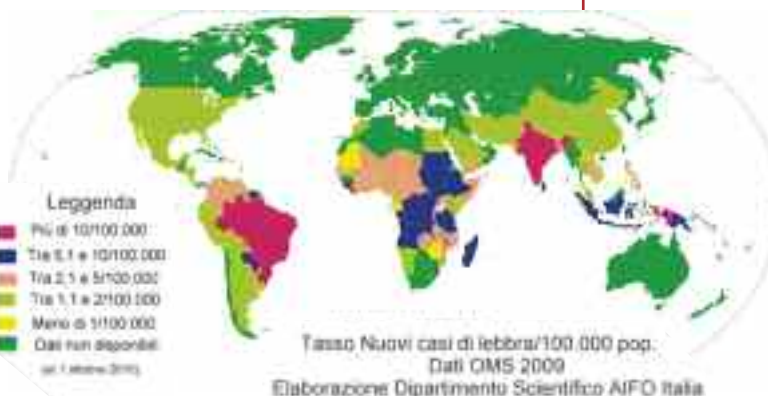 Leggenda
Più di 10/100.000
Tra 5,1 e 10/100.000
Tra 2,1 e 5/100.000
Tra 1,1 e 2/100.000
Meno di 1/100.000
Dati non disponibili
Tasso Nuovi casi di lebbra/100.000 pop.
Dati OMS 2009
Elaborazione Dipartimento Scientifico AIFO Italia